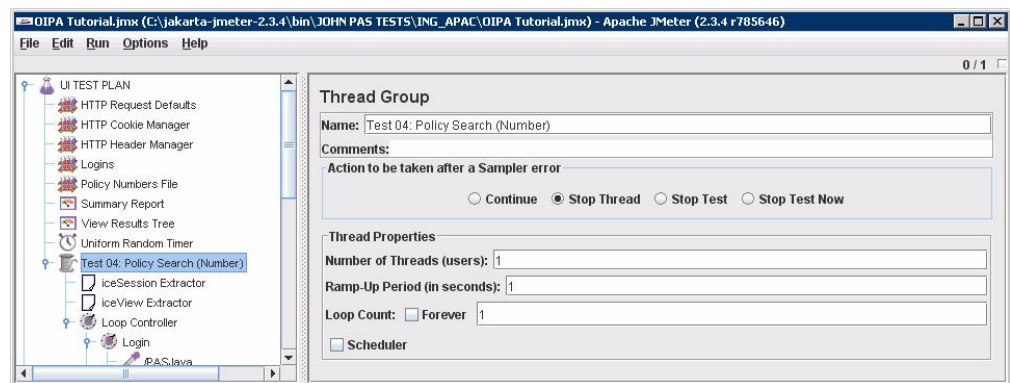 OIPA Tutorial.jmx (C:\jakarta-jmeter-2.3.4\bin\JOHN PAS TESTS\ING_APAC\OIPA Tutorial.jmx) - Apache JMeter (2.3.4 r785646)
File Edit Run Options Help
0 / 1
UI TEST PLAN
HTTP Request Defaults
HTTP Cookie Manager
HTTP Header Manager
Logins
Policy Numbers File
Summary Report
View Results Tree
Uniform Random Timer
Test 04: Policy Search (Number)
iceSession Extractor
iceView Extractor
Loop Controller
Login
/PASJava
Thread Group
Name: Test 04: Policy Search (Number)
Comments:
Action to be taken after a Sampler error
Continue Stop Thread Stop Test Stop Test Now
Thread Properties
Number of Threads (users): 1
Ramp-Up Period (in seconds): 1
Loop Count: Forever 1
Scheduler